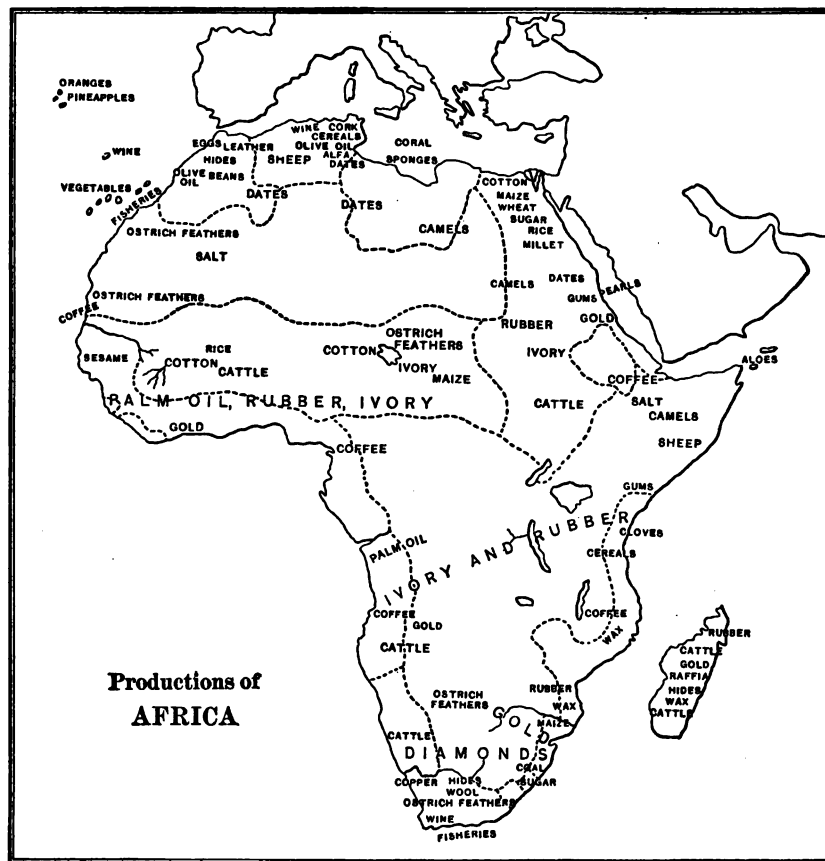 ORANGES
PINEAPPLES
WINE
VEGETABLES
FISHERIES
EGGS LEATHER
HIDES
OLIVE BEANS
OIL
WINE CORK
CEREALS
OLIVE OIL
SHEEP
ALFA
DATES
CORAL
SPONGES
DATES
DATES
CAMELS
OSTRICH FEATHERS
SALT
OSTRICH FEATHERS
COFFEE
COTTON
MAIZE
WHEAT
SUGAR
RICE
MILLET
DATES
CAMELS
GUMS
PEARLS
GOLD
RUBBER
IVORY
COFFEE
ALOES
CATTLE
SALT
CAMELS
SHEEP
SESAME
RICE
COTTON
CATTLE
COTTON
OSTRICH
FEATHERS
IVORY
MAIZE
PALM OIL, RUBBER, IVORY
GOLD
COFFEE
GUMS
CLOVES
CEREALS
PALM OIL
IVORY AND RUBBER
COFFEE
GOLD
CATTLE
COFFEE
WAX
RUBBER
CATTLE
GOLD
RAFFIA
HIDES
WAX
CATTLE
Productions of
AFRICA
OSTRICH
FEATHERS
RUBBER
WAX
GOLD
MAIZE
CATTLE
DIAMONDS
COAL
COPPER
HIDES
SUGAR
WOOL
OSTRICH FEATHERS
WINE
FISHERIES